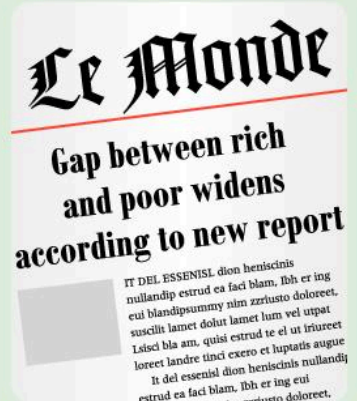 Le Monde
Gap between rich
and poor widens
according to new report
IT DEL ESSENISL dion heniscinis
nullandip estrud ea faci blam, Ibh er ing
eui blandipsummy nim zzriusto doloreet,
suscilit lamet dolut lamet lum vel utpat
Lsisci bla am, quisi estrud te el ut iriureet
loreet landre tinci exero et luptatis augue
It del essenisl dion heniscinis nullandip
estrud ea faci blam, Ibh er ing eui
zzriusto doloreet,